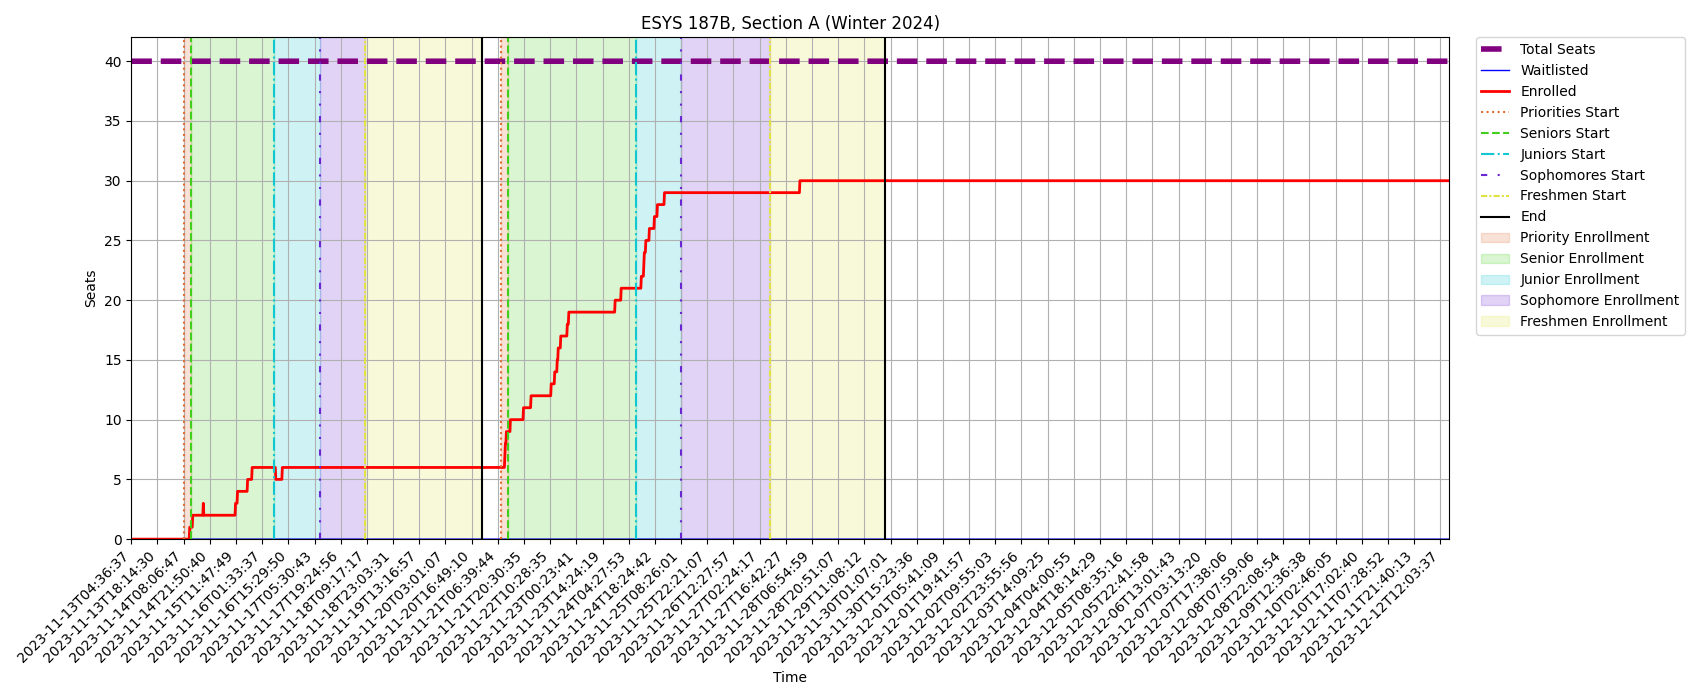 ESYS 187B, Section A (Winter 2024)
Seats
40
35
30
25
20
15
10
5
0
2023-11-13T04:36:37
2023-11-13T18:14:30
2023-11-14T08:06:47
2023-11-14T21:50:40
2023-11-15T11:47:49
2023-11-16T01:33:37
2023-11-16T15:29:50
2023-11-17T05:30:43
2023-11-17T19:24:56
2023-11-18T09:17:17
2023-11-18T23:03:31
2023-11-19T13:16:57
2023-11-20T03:01:07
2023-11-20T16:49:10
2023-11-21T06:39:44
2023-11-21T20:30:35
2023-11-22T10:28:35
2023-11-23T00:23:41
2023-11-23T14:24:19
2023-11-24T04:27:53
2023-11-24T18:24:42
2023-11-25T08:26:01
2023-11-25T22:21:07
2023-11-26T12:27:57
2023-11-27T02:24:17
2023-11-27T16:42:27
2023-11-28T06:54:59
2023-11-28T20:51:07
2023-11-29T11:08:12
2023-11-30T01:07:01
2023-11-30T15:23:36
2023-12-01T05:41:09
2023-12-01T19:41:57
2023-12-02T09:55:03
2023-12-02T23:55:56
2023-12-03T14:09:25
2023-12-04T04:00:55
2023-12-04T18:14:29
2023-12-05T08:35:16
2023-12-05T22:41:58
2023-12-06T13:01:43
2023-12-07T03:13:20
2023-12-07T17:38:06
2023-12-08T07:59:06
2023-12-08T22:08:54
2023-12-09T12:36:38
2023-12-10T02:46:05
2023-12-10T17:02:40
2023-12-11T07:28:52
2023-12-11T21:40:13
2023-12-12T12:03:37
Time
Total Seats
Waitlisted
Enrolled
Priorities Start
Seniors Start
Juniors Start
Sophomores Start
Freshmen Start
End
Priority Enrollment
Senior Enrollment
Junior Enrollment
Sophomore Enrollment
Freshmen Enrollment